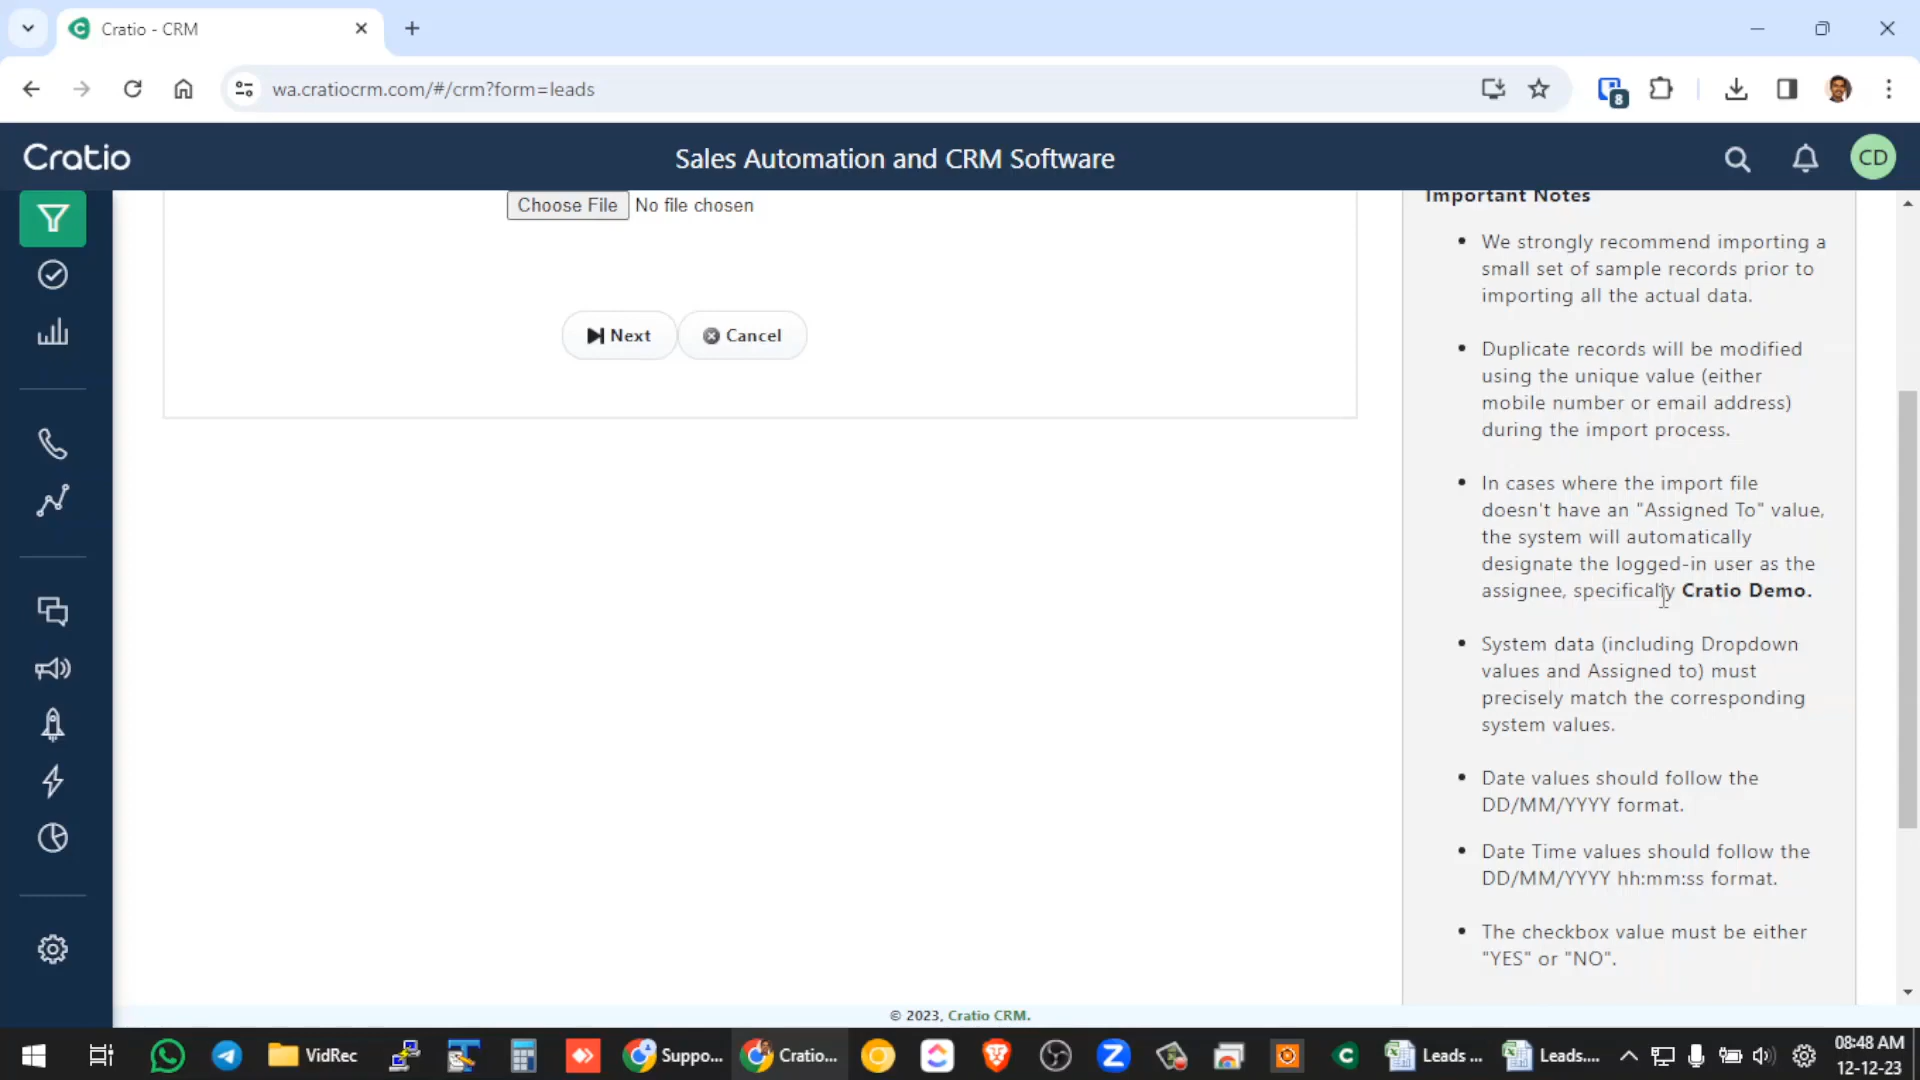 Cratio - CRM
wa.cratiocrm.com/#/crm?form=leads
8
Cratio
Sales Automation and CRM Software
CD
Choose File No file chosen
Next
Cancel
Important Notes
• We strongly recommend importing a
small set of sample records prior to
importing all the actual data.
• Duplicate records will be modified
using the unique value (either
mobile number or email address)
during the import process.
• In cases where the import file
doesn't have an "Assigned To" value,
the system will automatically
designate the logged-in user as the
assignee, specifically Cratio Demo.
• System data (including Dropdown
values and Assigned to) must
precisely match the corresponding
system values.
• Date values should follow the
DD/MM/YYYY format.
• Date Time values should follow the
DD/MM/YYYY hh:mm:ss format.
• The checkbox value must be either
"YES" or "NO".
© 2023, Cratio CRM.
VidRec
Suppo...
Cratio...
Leads ...
Leads....
08:48 AM
12-12-23